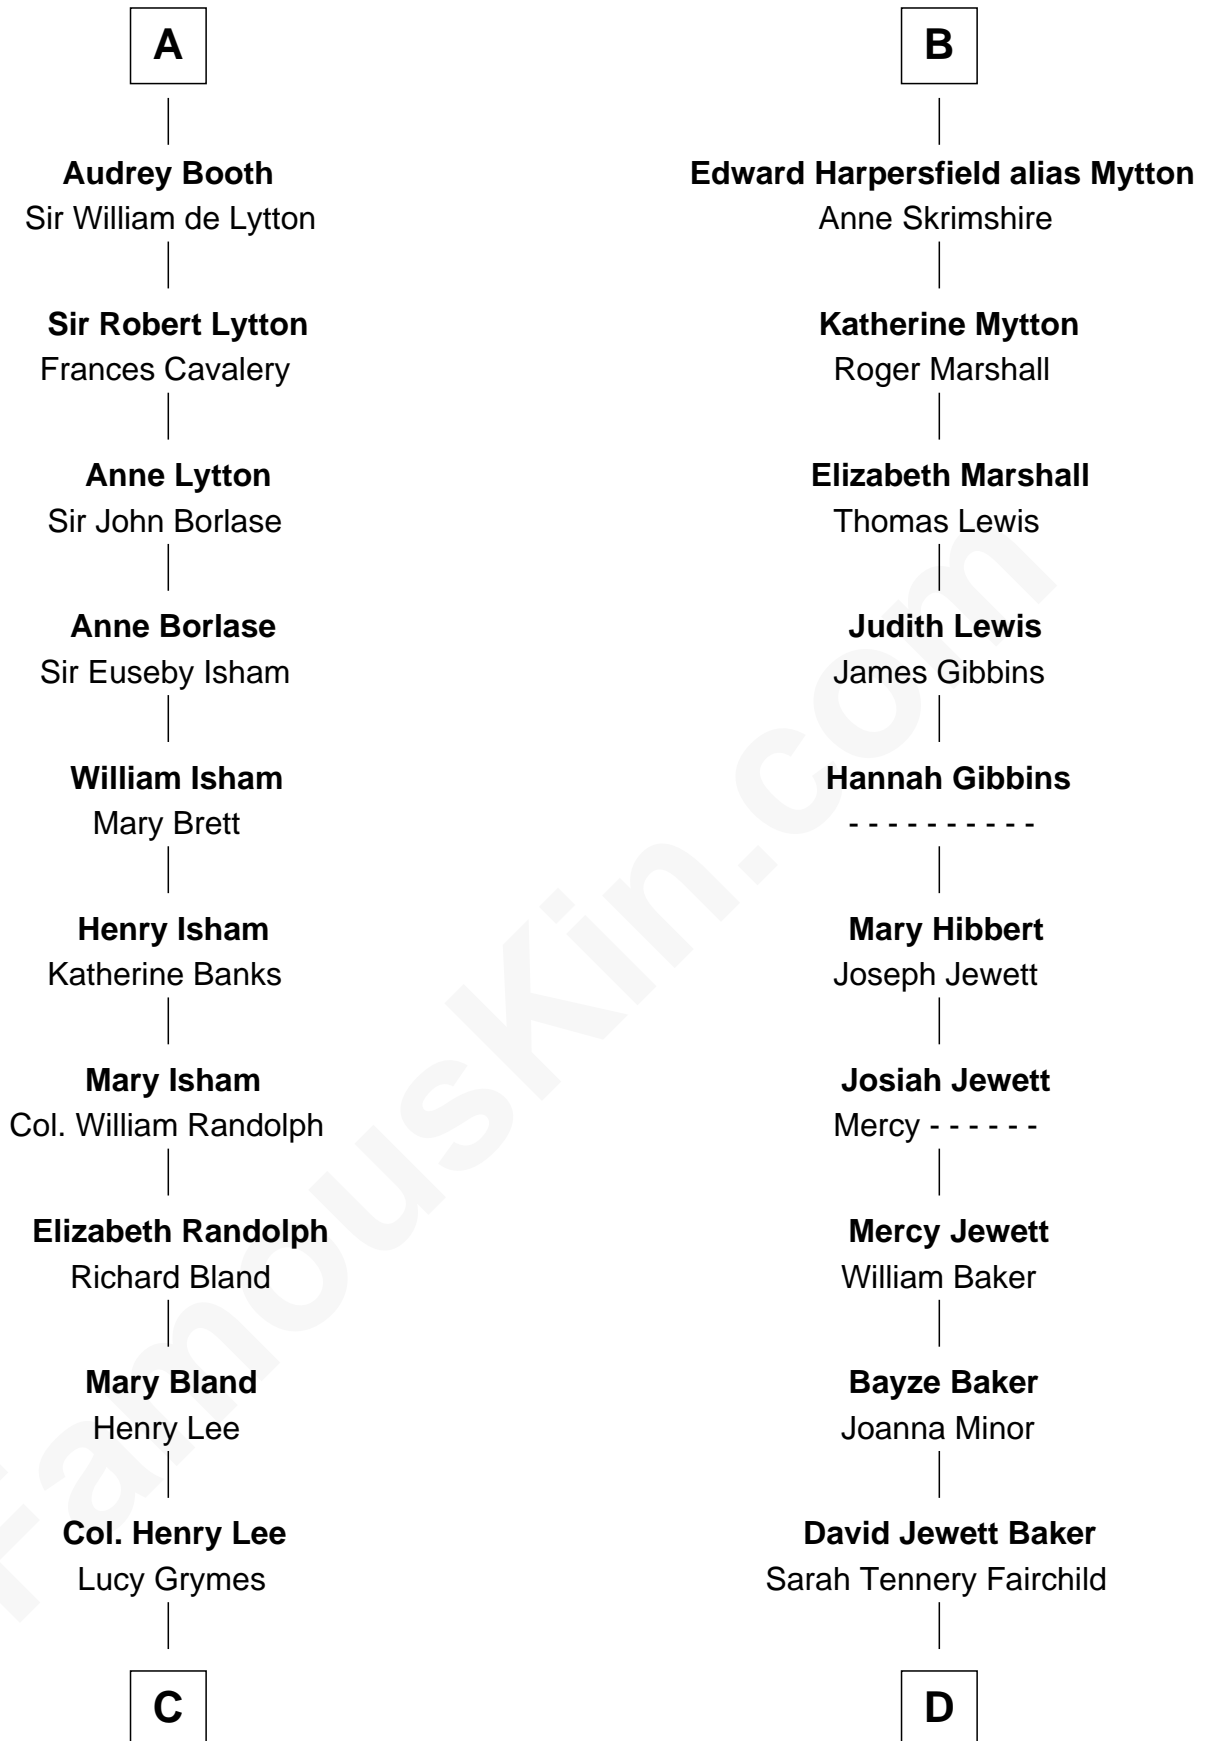 A
Audrey Booth
Sir William de Lytton
Sir Robert Lytton
Frances Cavalery
Anne Lytton
Sir John Borlase
Anne Borlase
Sir Euseby Isham
William Isham
Mary Brett
Henry Isham
Katherine Banks
Mary Isham
Col. William Randolph
Elizabeth Randolph
Richard Bland
Mary Bland
Henry Lee
Col. Henry Lee
Lucy Grymes
C
B
Edward Harpersfield alias Mytton
Anne Skrimshire
Katherine Mytton
Roger Marshall
Elizabeth Marshall
Thomas Lewis
Judith Lewis
James Gibbins
Hannah Gibbins
- - - - - - - - - -
Mary Hibbert
Joseph Jewett
Josiah Jewett
Mercy - - - - - -
Mercy Jewett
William Baker
Bayze Baker
Joanna Minor
David Jewett Baker
Sarah Tennery Fairchild
D
FamousKin.com